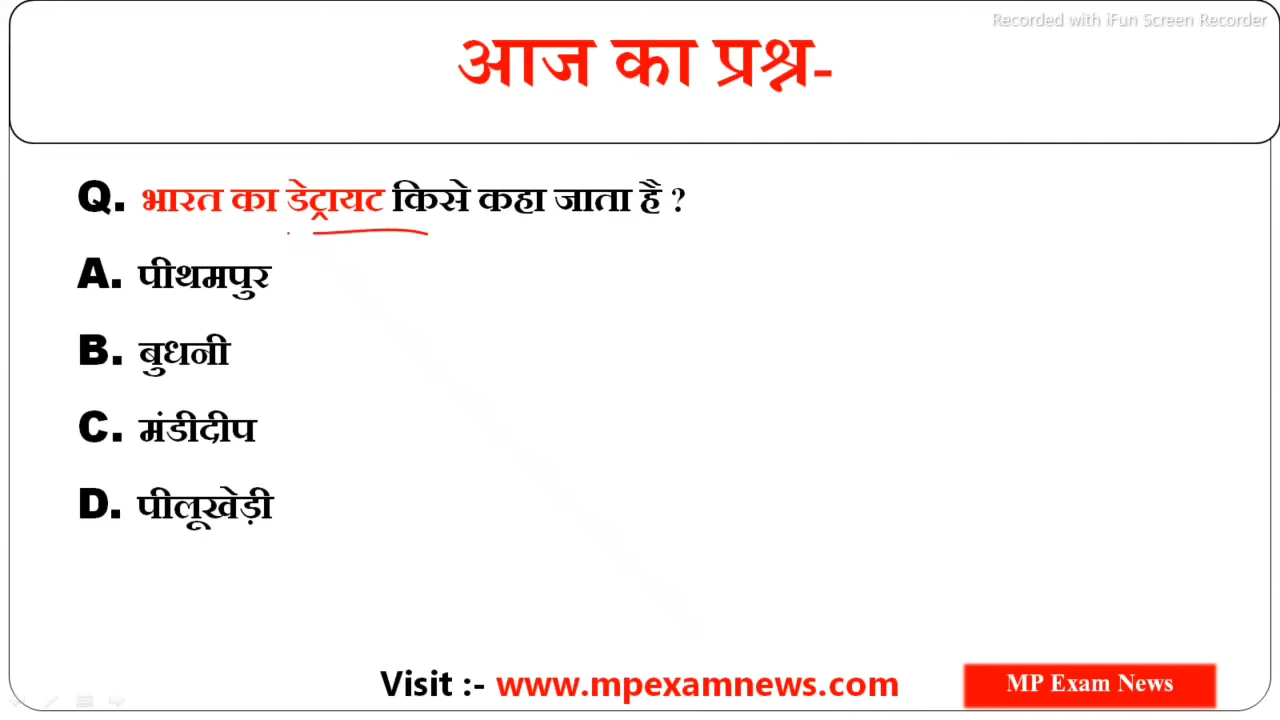 Recorded with iFun Screen Recorder
आज का प्रश्न-
Q. भारत का डेट्रायट किसे कहा जाता है ?
A. पीथमपुर
B. बुधनी
C. मंडीदीप
D. पीलूखेड़ी
Visit :- www.mpexamnews.com
MP Exam News